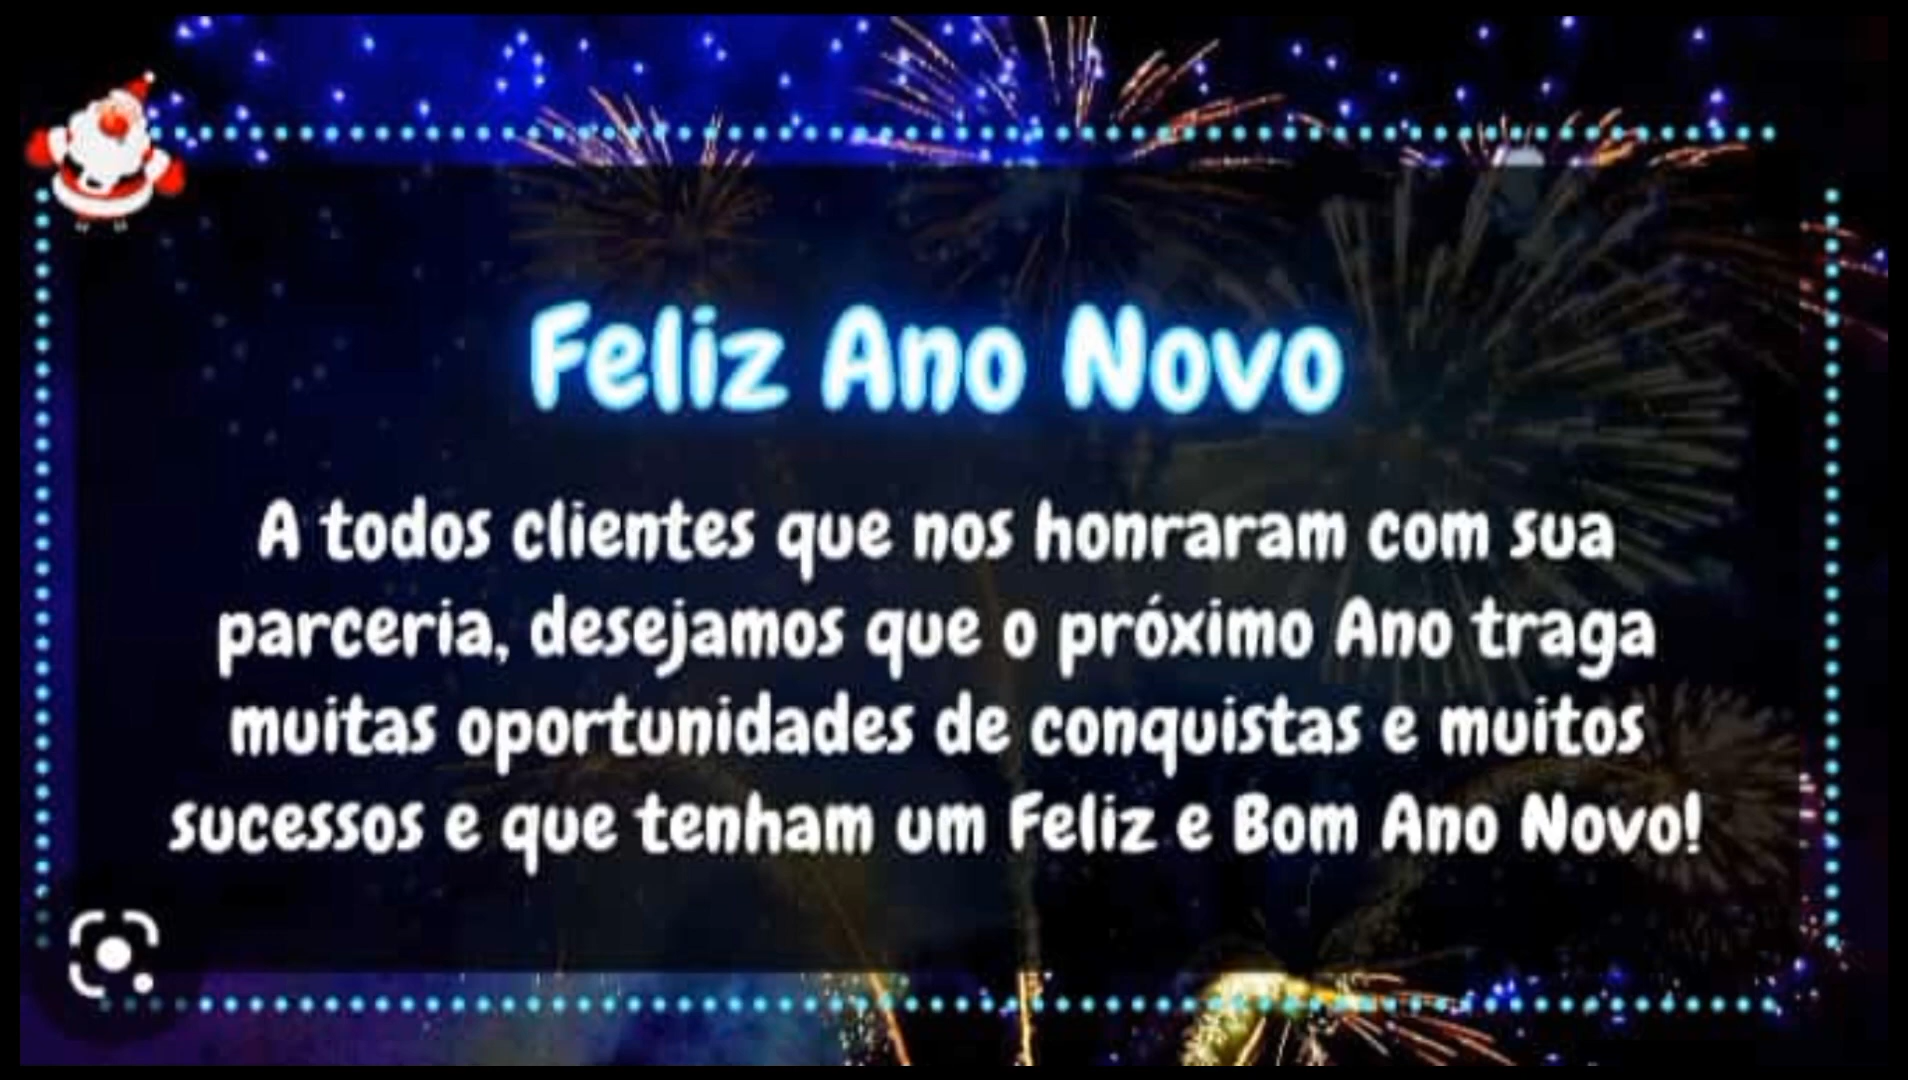 Feliz Ano Novo
A todos clientes que nos honraram com sua
parceria, desejamos que o próximo Ano traga
muitas oportunidades de conquistas e muitos
sucessos e que tenham um Feliz e Bom Ano Novo!